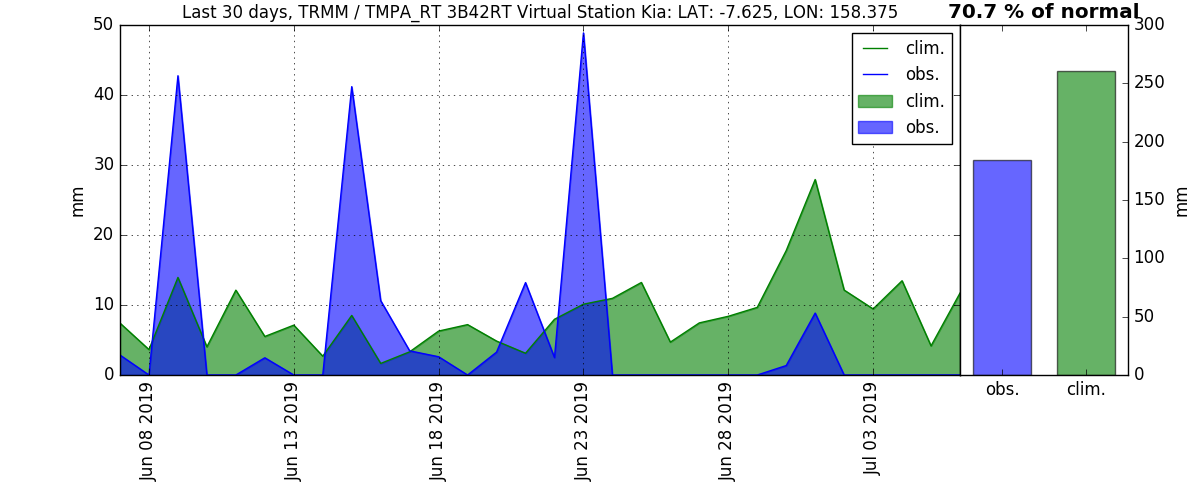 Last 30 days, TRMM / TMPA_RT 3B42RT Virtual Station Kia: LAT: -7.625, LON: 158.375
70.7 % of normal
50
40
30
20
10
0
mm
clim.
obs.
clim.
obs.
300
250
200
150
100
50
0
mm
Jun 08 2019
Jun 13 2019
Jun 18 2019
Jun 23 2019
Jun 28 2019
Jul 03 2019
obs.
clim.